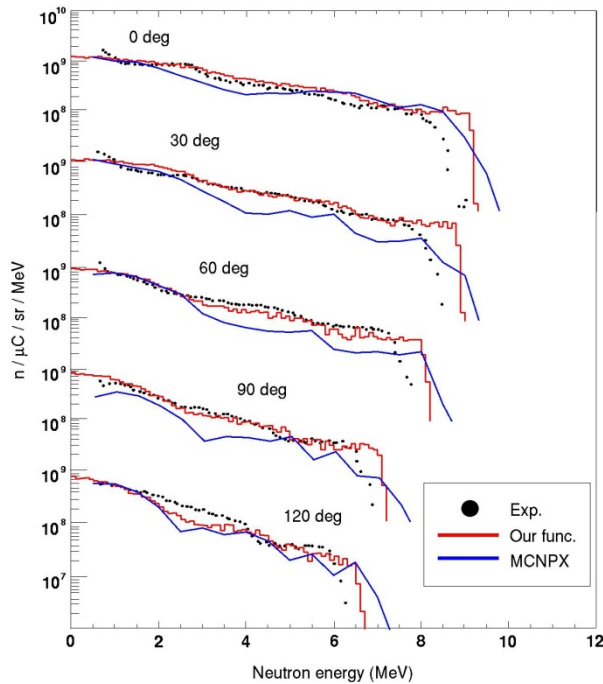 10^10
0 deg
10^9
10^8
30 deg
10^9
10^8
60 deg
10^9
10^8
90 deg
10^9
10^8
10^9
120 deg
10^8
10^7
n / μC / sr / MeV
Exp.
Our func.
MCNPX
0 2 4 6 8 10 12
Neutron energy (MeV)